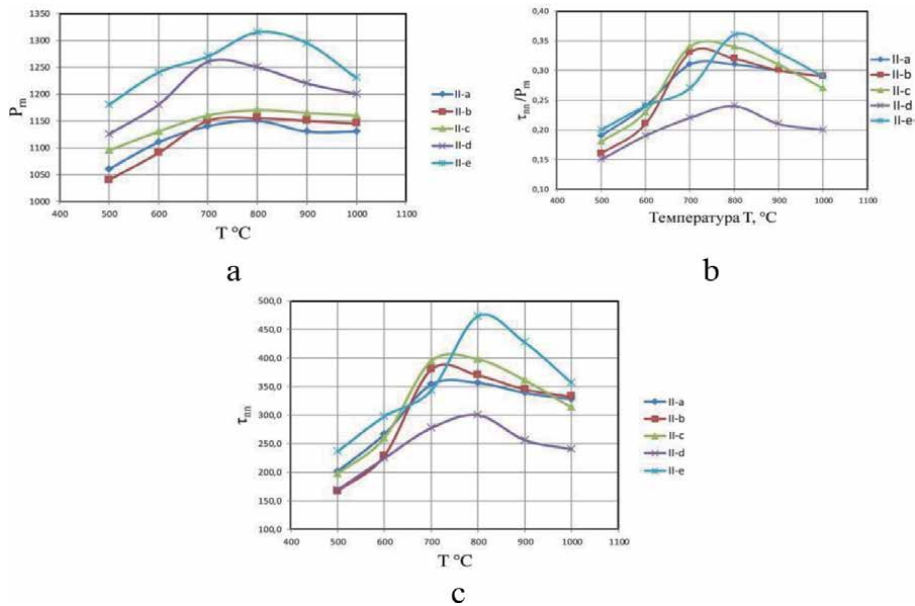 P_m
1350
1300
1250
1200
1150
1100
1050
1000
400 500 600 700 800 900 1000 1100
T °C
II-a
II-b
II-c
II-d
II-e
a
τ_nn/P_m
0,40
0,35
0,30
0,25
0,20
0,15
0,10
400 500 600 700 800 900 1000 1100
Температура T, °C
II-a
II-b
II-c
II-d
II-e
b
τ_nn
500,0
450,0
400,0
350,0
300,0
250,0
200,0
150,0
100,0
400 500 600 700 800 900 1000 1100
T °C
II-a
II-b
II-c
II-d
II-e
c